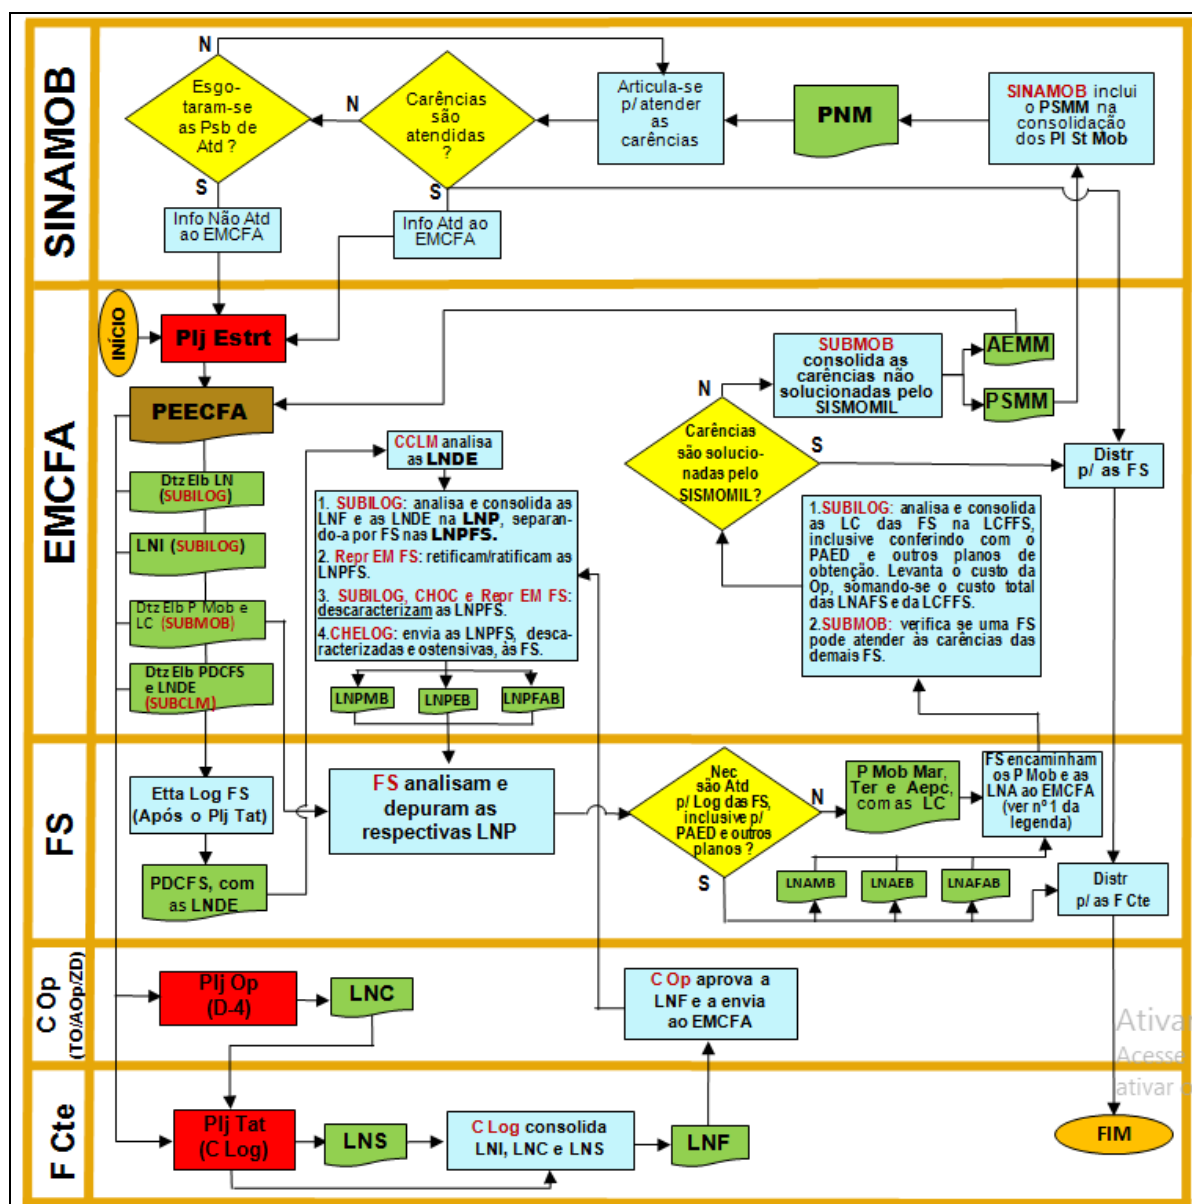 SINAMOB
N
Esgo-
taram-se
as Psb de
Atd ?
S
Info Não Atd
ao EMCFA
N
Carências
são
atendidas
?
S
Info Atd ao
EMCFA
Articula-se
p/ atender
as
carências
PNM
SINAMOB inclui
o PSMM na
consolidação
dos Pl St Mob
EMCFA
INÍCIO
Plj Estrt
PEECFA
Dtz Elb LN
(SUBILOG)
LNI (SUBILOG)
Dtz Elb P Mob e
LC (SUBMOB)
Dtz Elb PDCFS
e LNDE
(SUBCLM)
CCLM analisa
as LNDE
1. SUBILOG: analisa e consolida as
LNF e as LNDE na LNP, separan-
do-a por FS nas LNPFS.
2. Repr EM FS: retificam/ratificam as
LNPFS.
3. SUBILOG, CHOC e Repr EM FS:
descaracterizam as LNPFS.
4.CHELOG: envia as LNPFS, desca-
racterizadas e ostensivas, às FS.
LNPMB
LNPEB
LNPFAB
N
Carências
são solucio-
nadas pelo
SISMOMIL?
S
SUBMOB
consolida as
carências não
solucionadas pelo
SISMOMIL
AEMM
PSMM
Distr
p/ as FS
1.SUBILOG: analisa e consolida
as LC das FS na LCFFS,
inclusive conferindo com o
PAED e outros planos de
obtenção. Levanta o custo da
Op, somando-se o custo total
das LNAFS e da LCFFS.
2.SUBMOB: verifica se uma FS
pode atender às carências das
demais FS.
FS
Etta Log FS
(Após o Plj Tat)
PDCFS, com
as LNDE
FS analisam e
depuram as
respectivas LNP
Nec
são Atd
p/ Log das FS,
inclusive p/
PAED e outros
planos ?
N
S
P Mob Mar,
Ter e Aepc,
com as LC
FS encaminham
os P Mob e as
LNA ao EMCFA
(ver nº 1 da
legenda)
LNAMB
LNAEB
LNAFAB
Distr
p/ as F Cte
C Op
(TO/AOp/ZD)
Plj Op
(D-4)
LNC
C Op aprova a
LNF e a envia
ao EMCFA
F Cte
Plj Tat
(C Log)
LNS
C Log consolida
LNI, LNC e LNS
LNF
FIM
Ativa
Acesse
ativar o